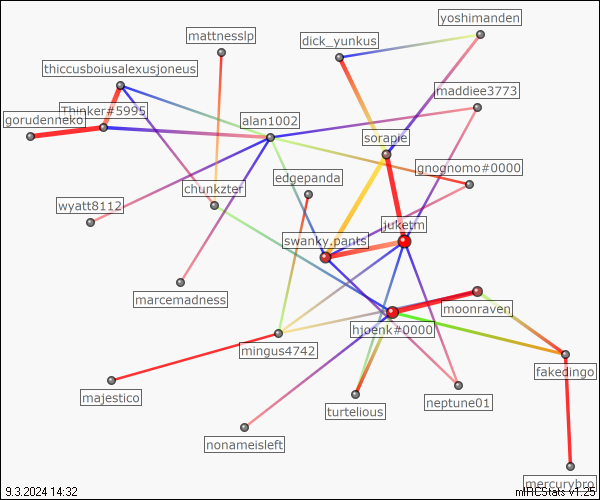 yoshimanden
mattnesslp
dick_yunkus
thiccusboiusalexusjoneus
maddiee3773
Thinker#5995
gorudenneko
alan1002
sorapie
gnognomo#0000
edgepanda
chunkzter
wyatt8112
juketm
swanky.pants
marcemadness
moonraven
hjoenk#0000
mingus4742
fakedingo
majestico
neptune01
turtelious
nonameisleft
mercurybro
9.3.2024 14:32
mIRCStats v1.25